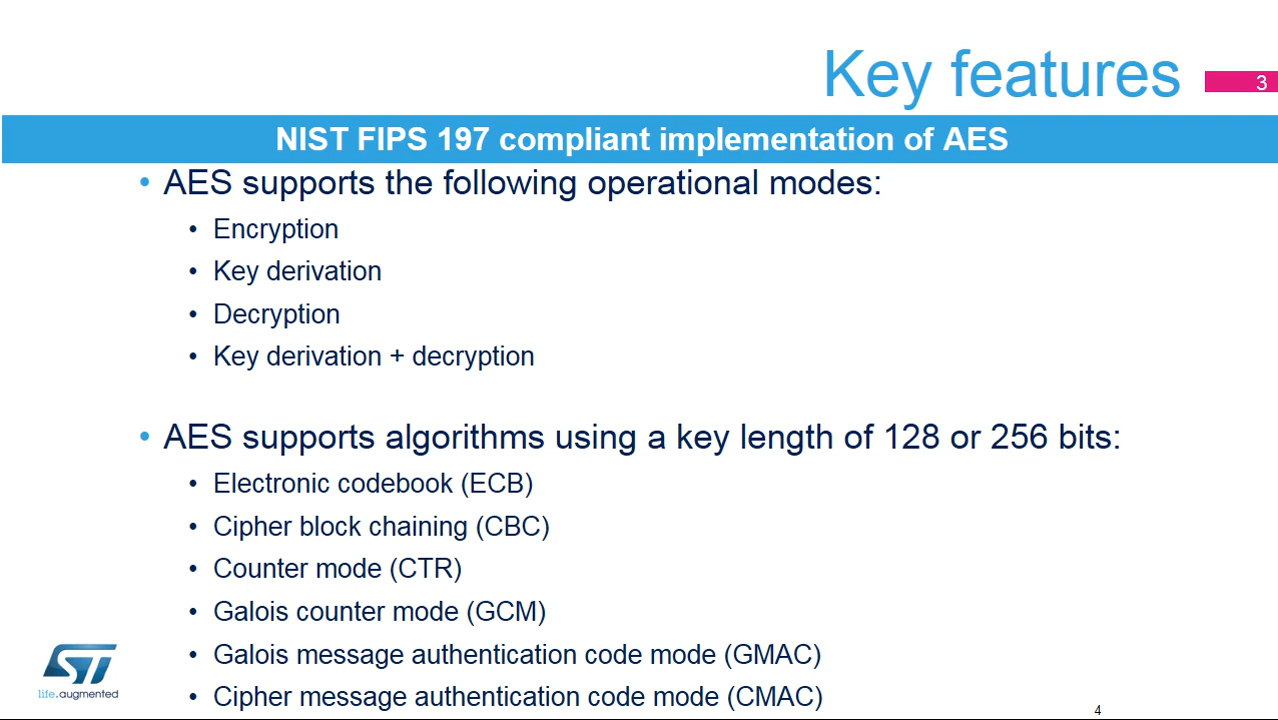 Key features
3
NIST FIPS 197 compliant implementation of AES
• AES supports the following operational modes:
• Encryption
• Key derivation
• Decryption
• Key derivation + decryption
• AES supports algorithms using a key length of 128 or 256 bits:
• Electronic codebook (ECB)
• Cipher block chaining (CBC)
• Counter mode (CTR)
• Galois counter mode (GCM)
• Galois message authentication code mode (GMAC)
• Cipher message authentication code mode (CMAC)
ST
life.augmented
4